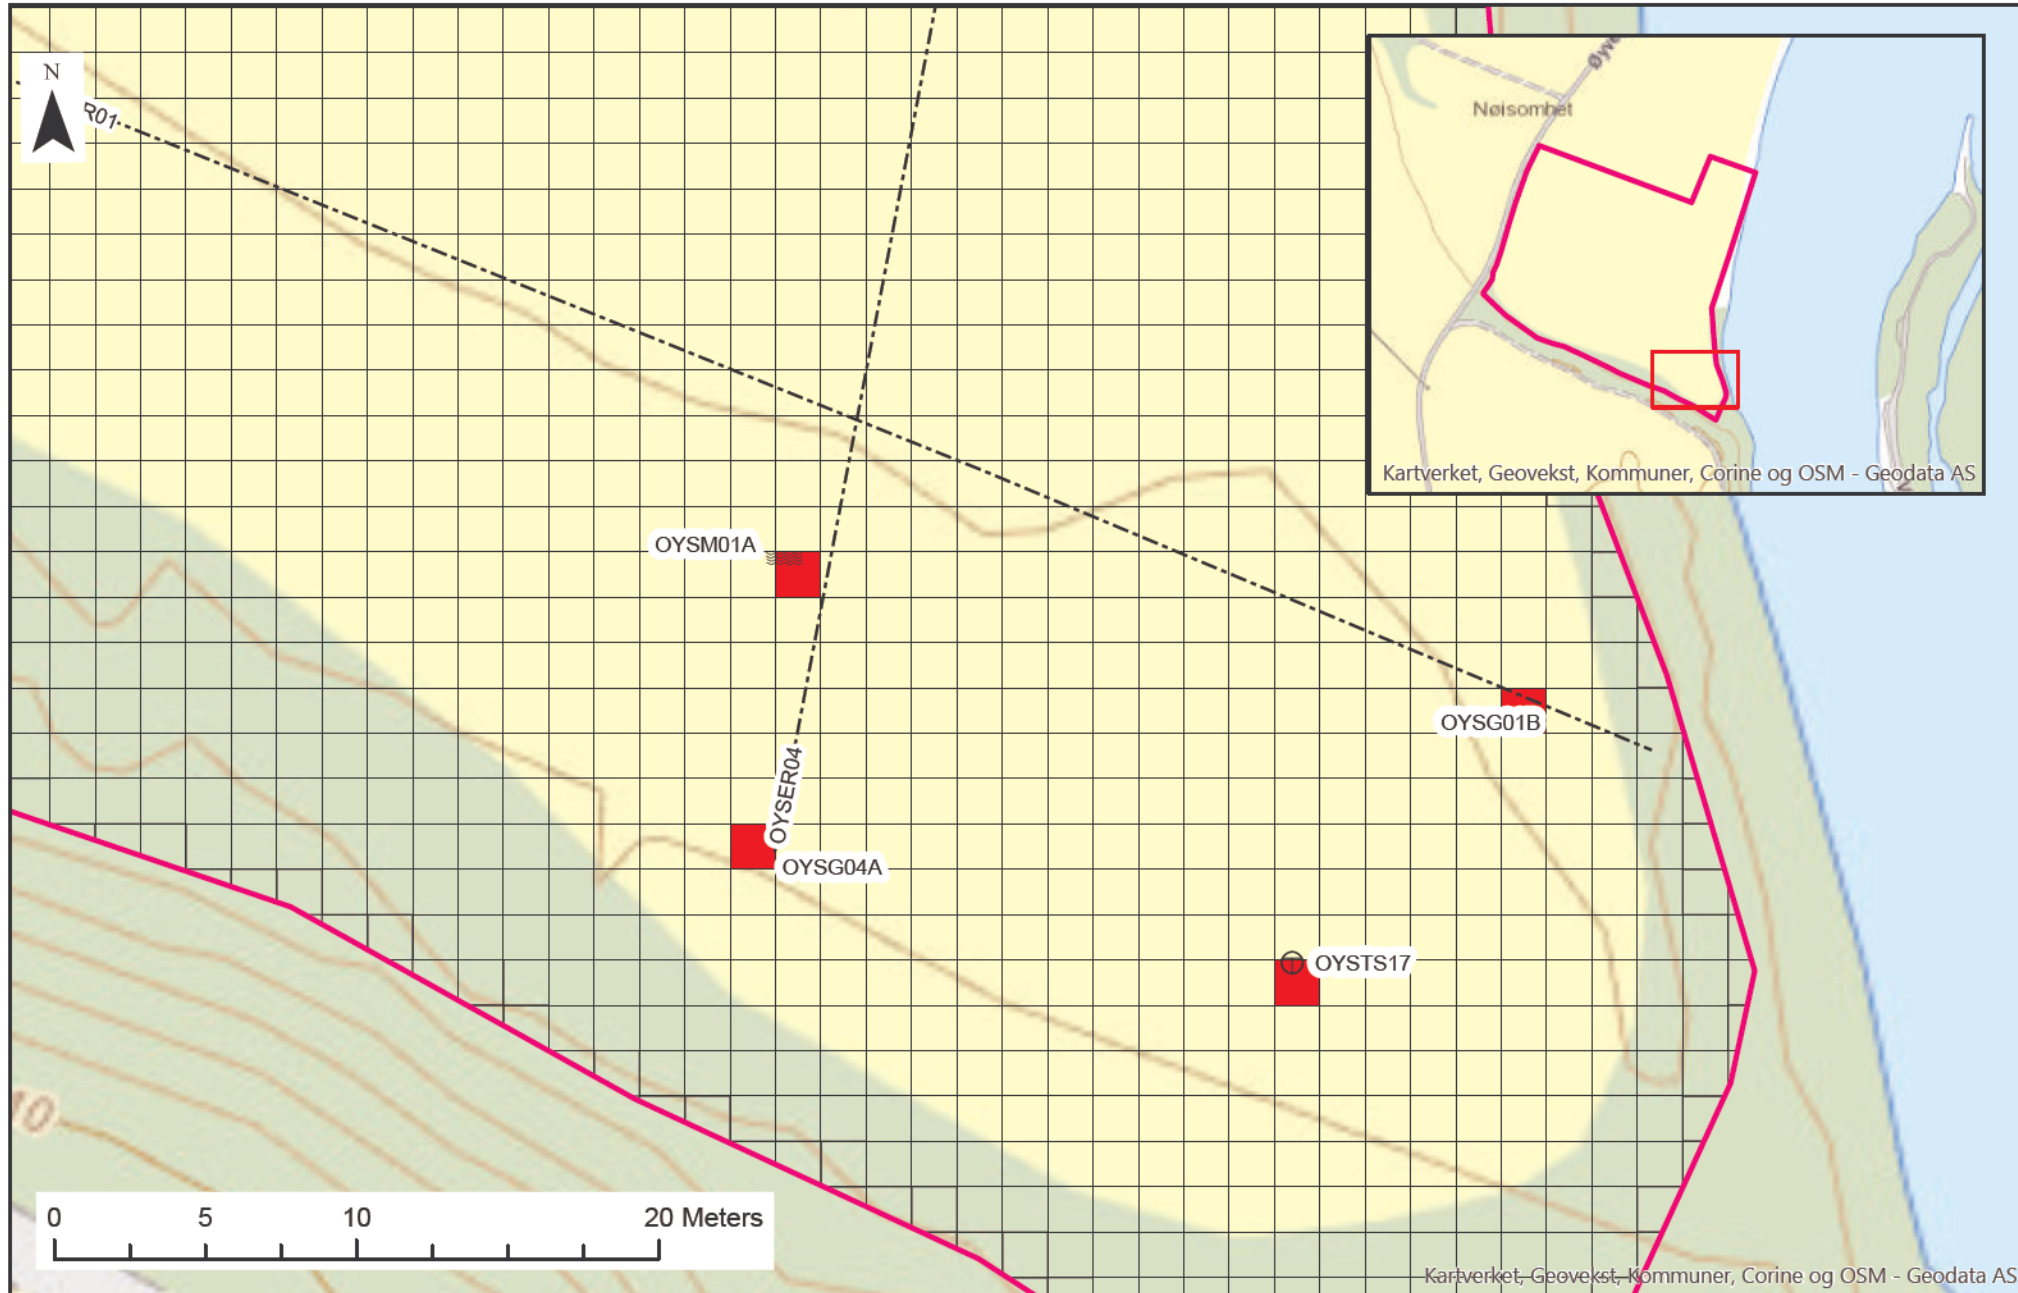 N
R01
Nøisomhet
Kartverket, Geovekst, Kommuner, Corine og OSM - Geodata AS
OYSM01A
OYSG01B
OYSER04
OYSG04A
OYSTS17
10
0 5 10 20 Meters
Kartverket, Geovekst, Kommuner, Corine og OSM - Geodata AS